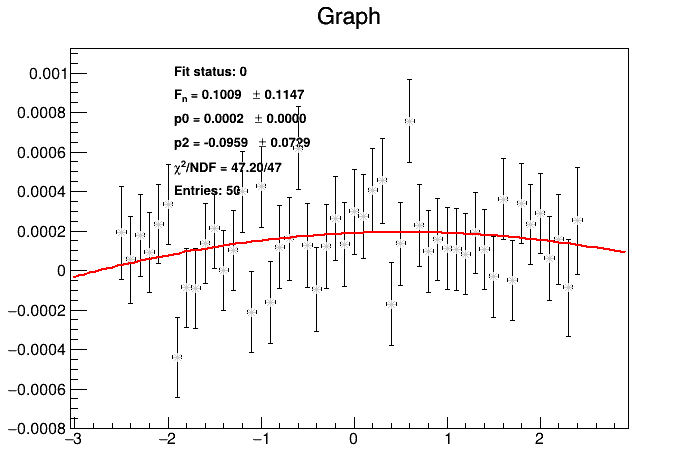 Graph
0.001
0.0008
0.0006
0.0004
0.0002
0
−0.0002
−0.0004
−0.0006
−0.0008
−3 −2 −1 0 1 2
Fit status: 0
Fn = 0.1009 ± 0.1147
p0 = 0.0002 ± 0.0000
p2 = -0.0959 ± 0.0729
χ²/NDF = 47.20/47
Entries: 50